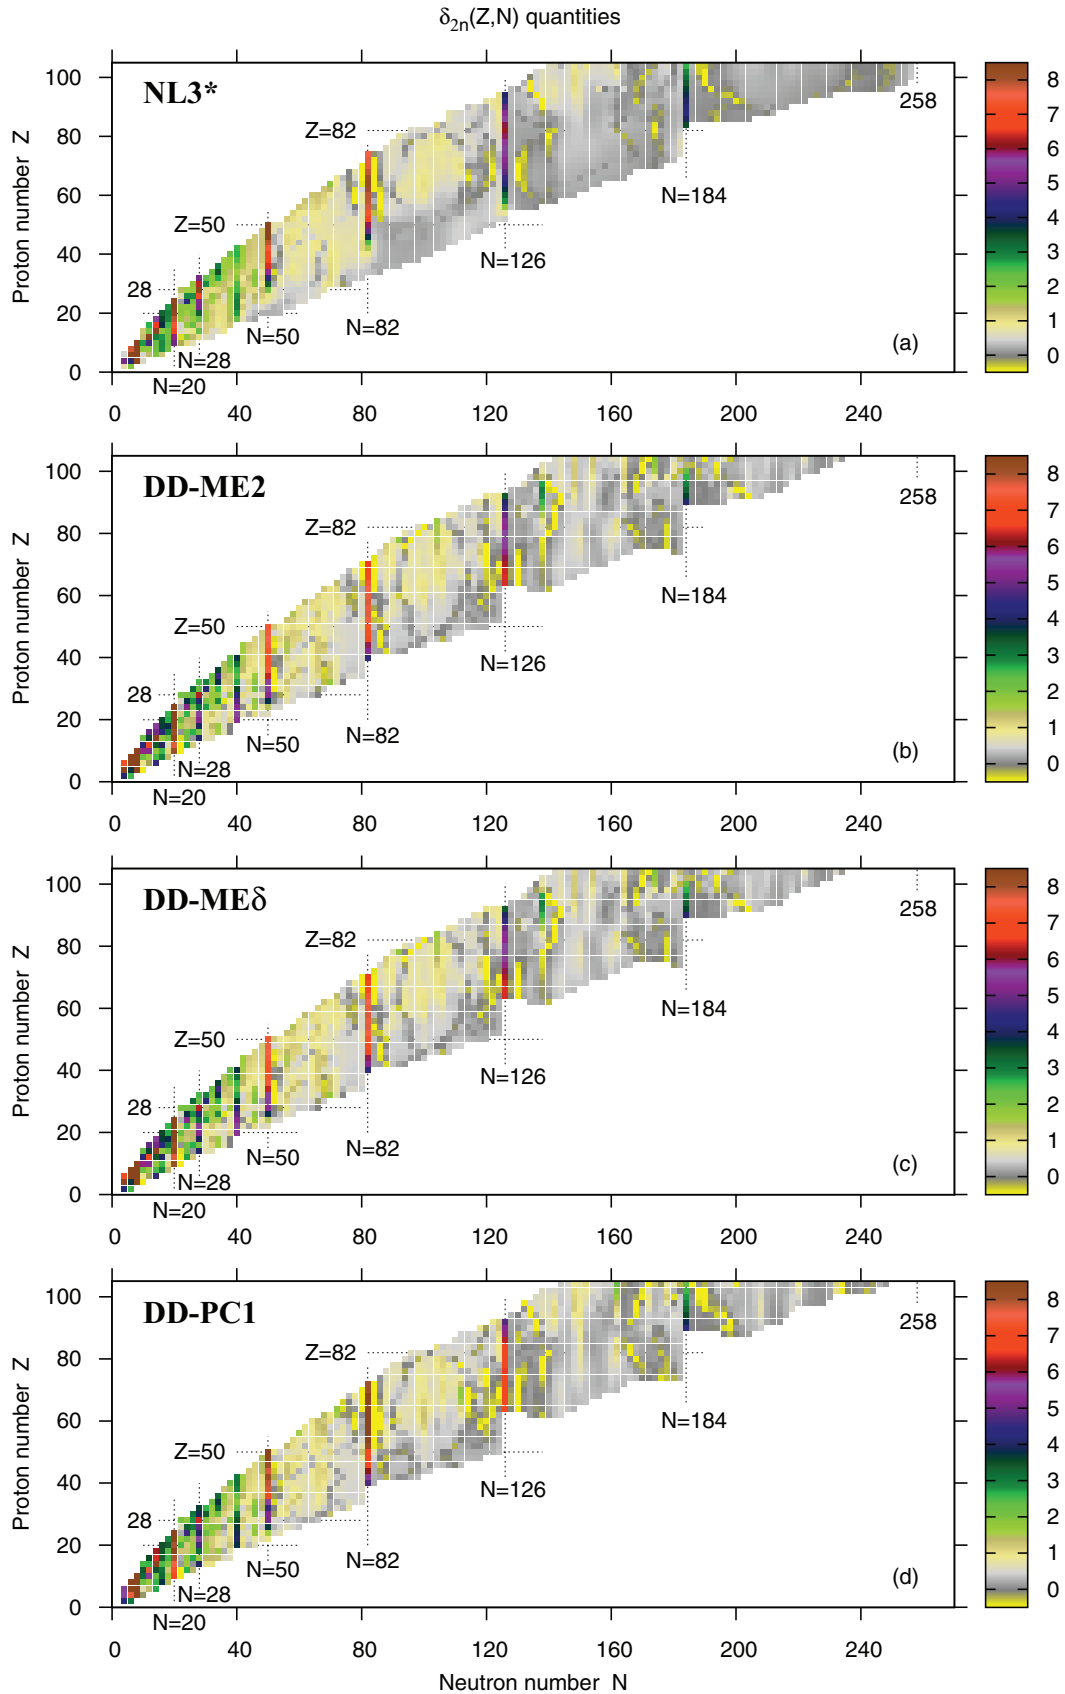 δ2n(Z,N) quantities
NL3*
Z=82
Z=50
28
N=20
N=28
N=50
N=82
N=126
N=184
258
(a)
Proton number Z
0 20 40 60 80 100
0 40 80 120 160 200 240
0 1 2 3 4 5 6 7 8
DD-ME2
Z=82
Z=50
28
N=20
N=28
N=50
N=82
N=126
N=184
258
(b)
Proton number Z
0 20 40 60 80 100
0 40 80 120 160 200 240
0 1 2 3 4 5 6 7 8
DD-MEδ
Z=82
Z=50
28
N=20
N=28
N=50
N=82
N=126
N=184
258
(c)
Proton number Z
0 20 40 60 80 100
0 40 80 120 160 200 240
0 1 2 3 4 5 6 7 8
DD-PC1
Z=82
Z=50
28
N=20
N=28
N=50
N=82
N=126
N=184
258
(d)
Proton number Z
0 20 40 60 80 100
0 40 80 120 160 200 240
0 1 2 3 4 5 6 7 8
Neutron number N